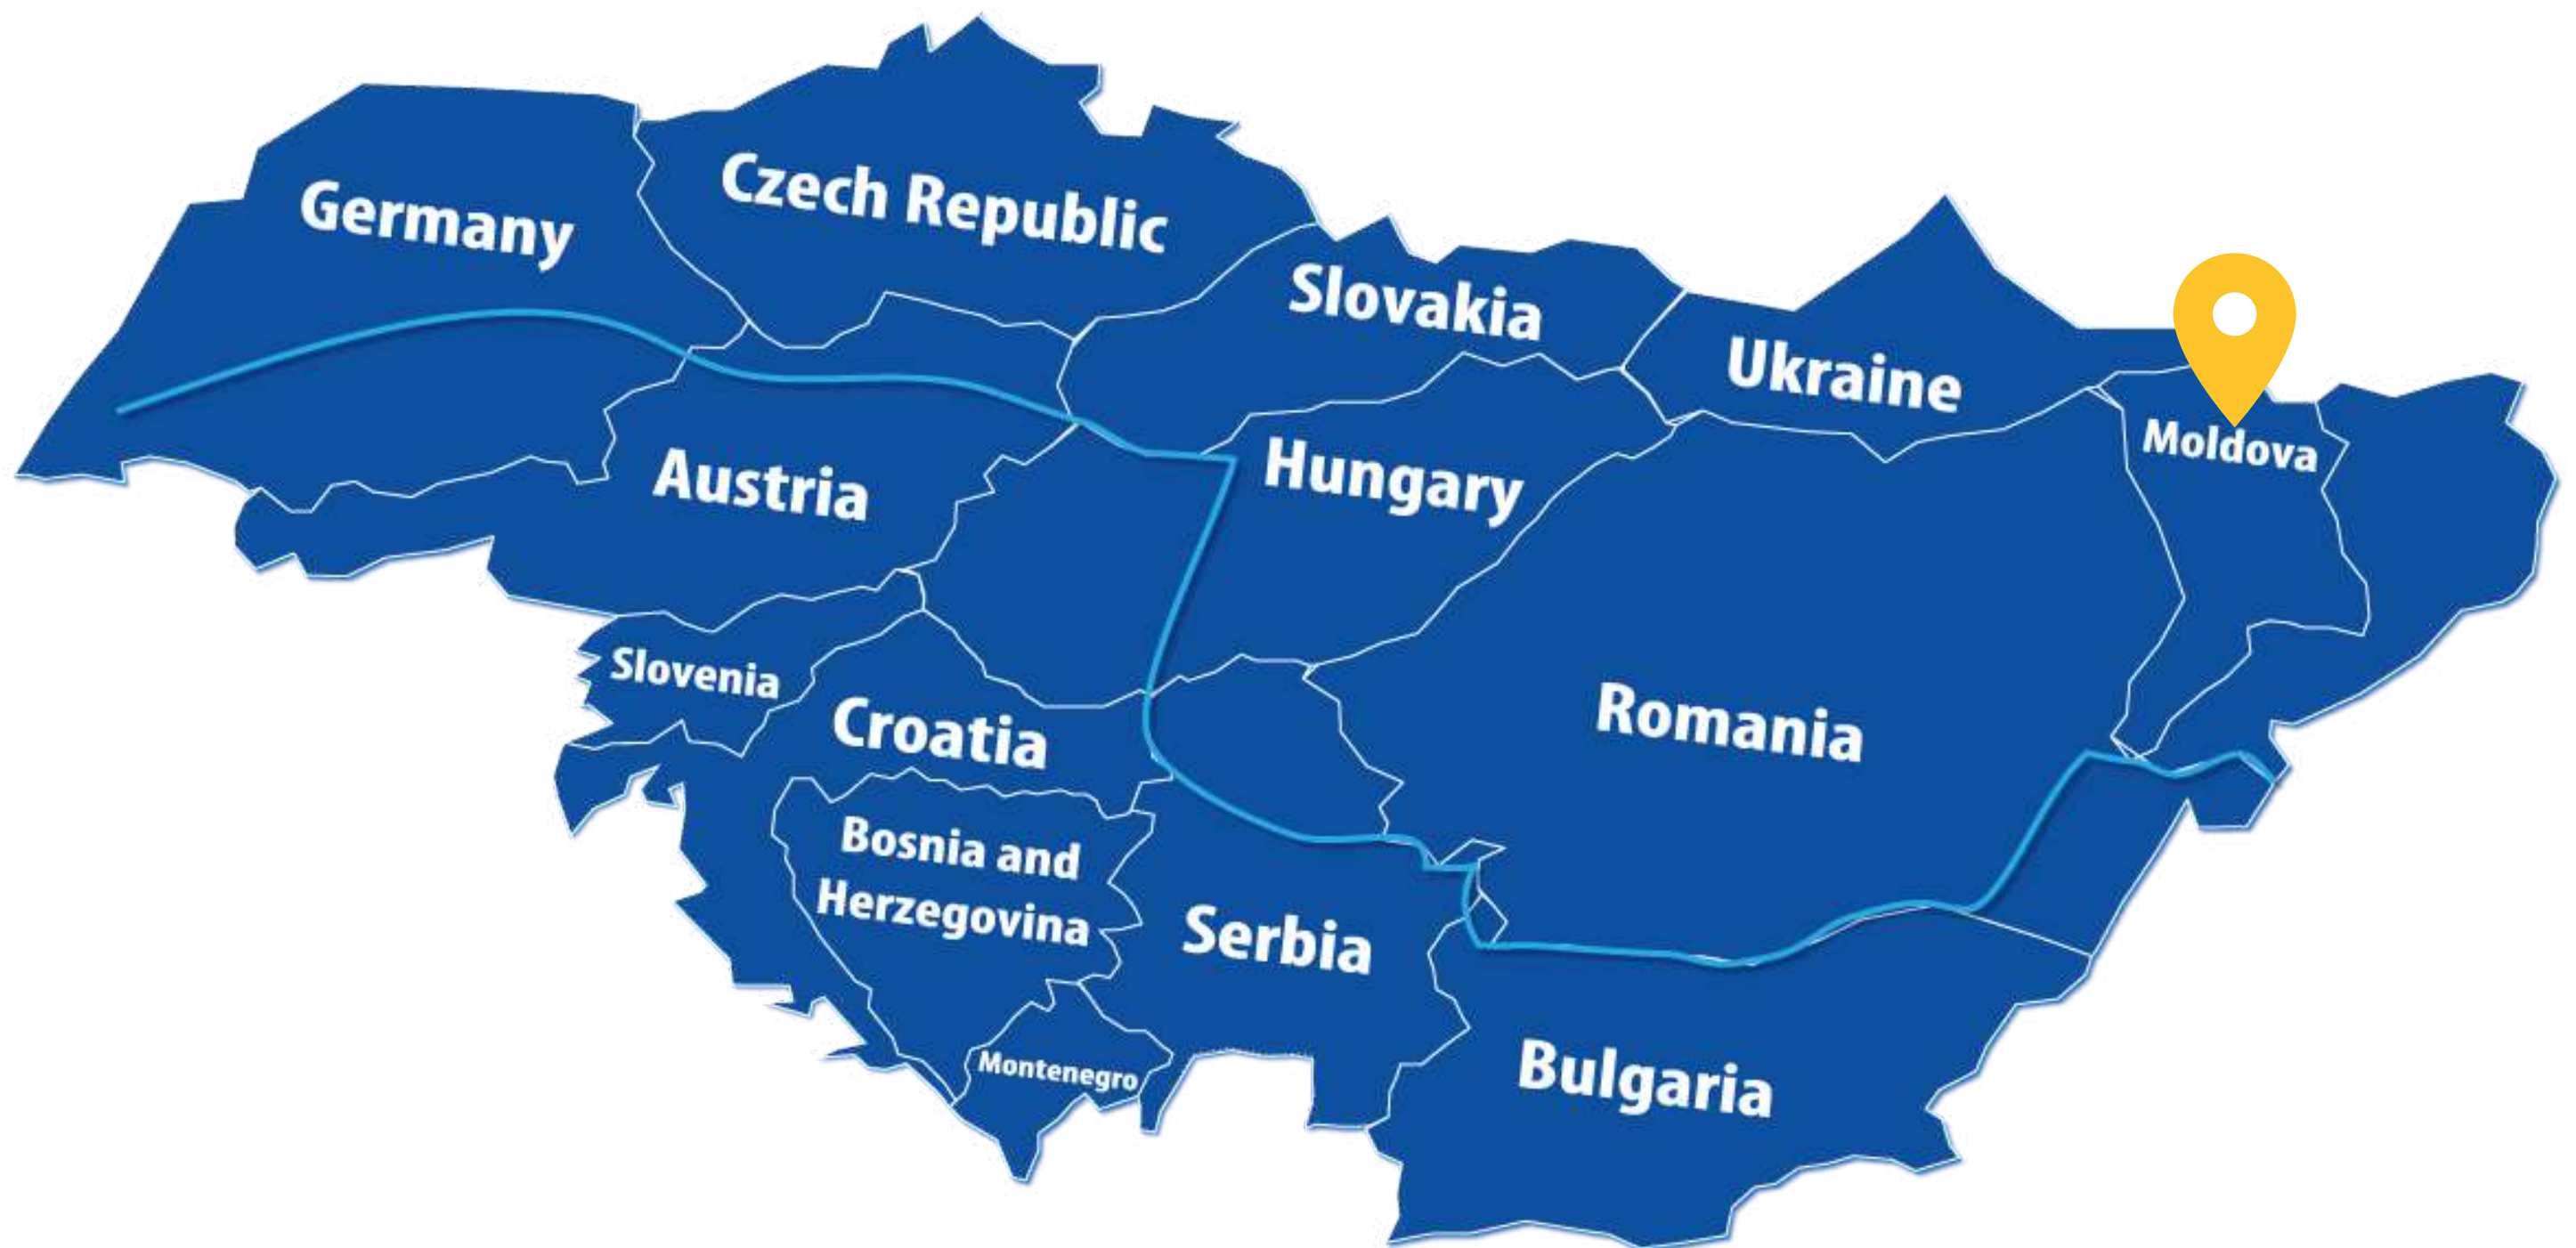 Germany
Czech Republic
Slovakia
Ukraine
Moldova
Austria
Hungary
Slovenia
Croatia
Romania
Bosnia and
Herzegovina
Serbia
Montenegro
Bulgaria